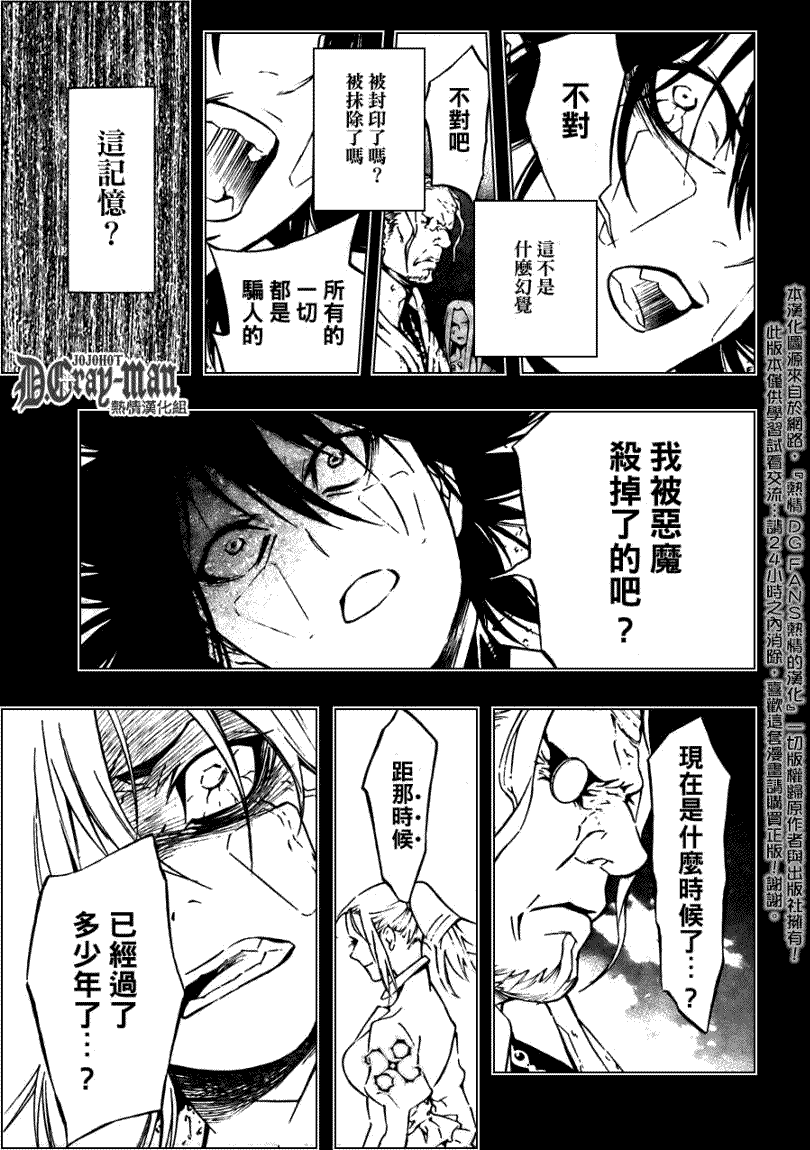 不對
這不是
什麼幻覺
不對吧
被封印了嗎？
被抹除了嗎
所有的
一切
都是
騙人的
這記憶？
JOJOHOT
D.Gray-man
熱情漢化組
我被惡魔
殺掉了的吧？
現在是什麼時候了…？
距那時候
已經過了
多少年了…？
本漢化圖源來自於網路，『熱情DG FANS熱情的漢化』一切版權歸原作者與出版社擁有！
此版本僅供學習試看交流…請24小時之內消除，喜歡這套漫畫請購買正版！謝謝。